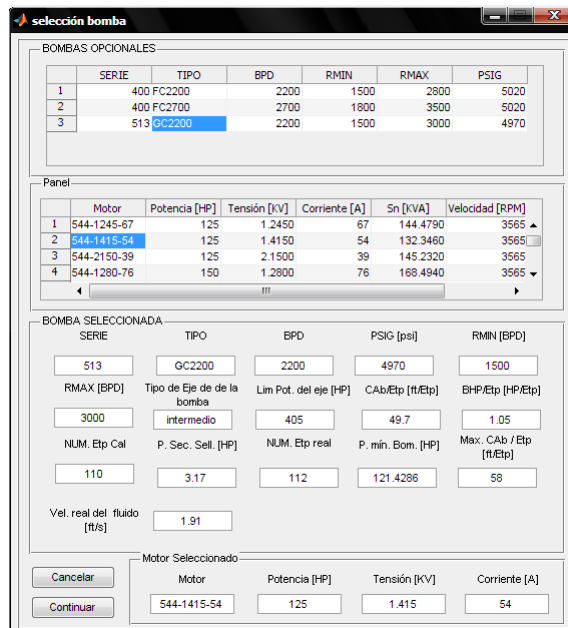 selección bomba
BOMBAS OPCIONALES
SERIE TIPO BPD RMIN RMAX PSIG
1 400 FC2200 2200 1500 2800 5020
2 400 FC2700 2700 1800 3500 5020
3 513 GC2200 2200 1500 3000 4970
Panel
Motor Potencia [HP] Tensión [KV] Corriente [A] Sn [KVA] Velocidad [RPM]
1 544-1245-67 125 1.2450 67 144.4790 3565
2 544-1415-54 125 1.4150 54 132.3460 3565
3 544-2150-39 125 2.1500 39 145.2320 3565
4 544-1280-76 150 1.2800 76 168.4940 3565
BOMBA SELECCIONADA
SERIE TIPO BPD PSIG [psi] RMIN [BPD]
513 GC2200 2200 4970 1500
RMAX [BPD] Tipo de Eje de de la bomba Lim Pot. del eje [HP] CAb/Etp [ft/Etp] BHP/Etp [HP/Etp]
3000 intermedio 405 49.7 1.05
NUM. Etp Cal P. Sec. Sell. [HP] NUM. Etp real P. mín. Bom. [HP] Max. CAb / Etp [ft/Etp]
110 3.17 112 121.4286 58
Vel. real del fluido [ft/s]
1.91
Motor Seleccionado
Cancelar Motor Potencia [HP] Tensión [KV] Corriente [A]
Continuar 544-1415-54 125 1.415 54